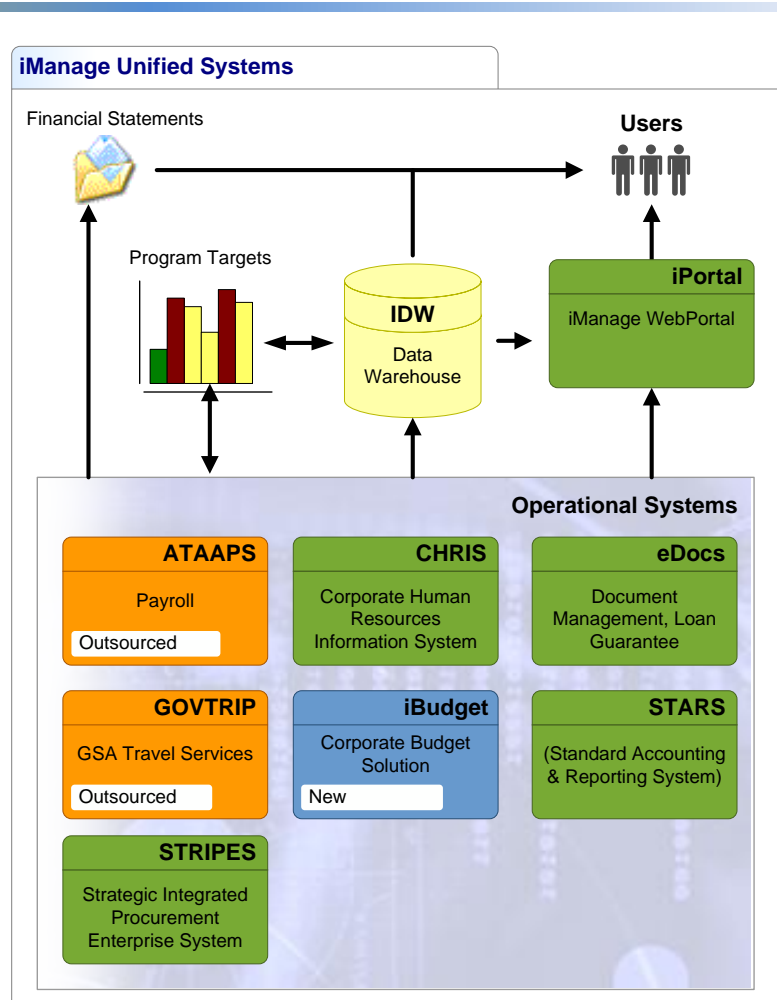 iManage Unified Systems
Financial Statements
Users
Program Targets
iPortal
iManage WebPortal
IDW
Data
Warehouse
Operational Systems
ATAAPS
Payroll
Outsourced
CHRIS
Corporate Human
Resources
Information System
eDocs
Document
Management, Loan
Guarantee
GOVTRIP
GSA Travel Services
Outsourced
iBudget
Corporate Budget
Solution
New
STARS
(Standard Accounting
& Reporting System)
STRIPES
Strategic Integrated
Procurement
Enterprise System